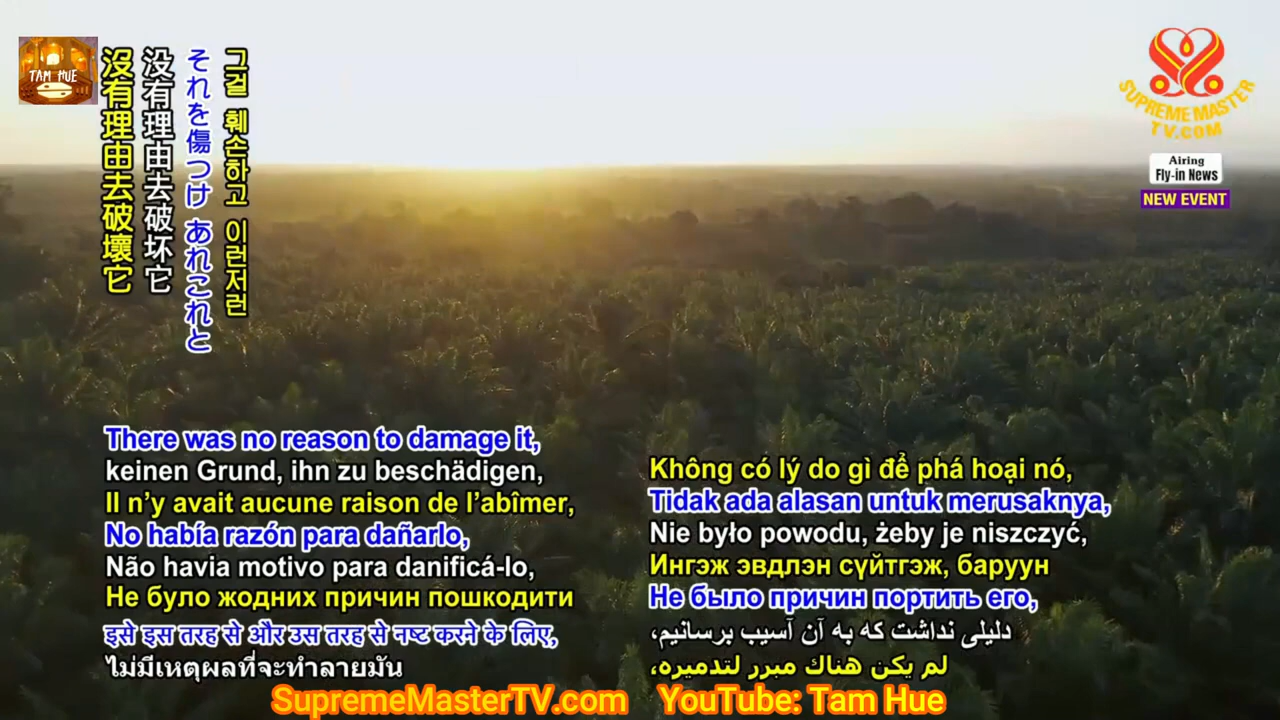 TAM HUE
沒有理由去破壞它
没有理由去破坏它
それを傷つけ あれこれと
그걸 훼손하고 이런저런
SUPREME MASTER
TV.COM
Airing
Fly-in News
NEW EVENT
There was no reason to damage it,
keinen Grund, ihn zu beschädigen,
Il n’y avait aucune raison de l’abîmer,
No había razón para dañarlo,
Não havia motivo para danificá-lo,
Не було жодних причин пошкодити
इसे इस तरह से और उस तरह से नष्ट करने के लिए,
ไม่มีเหตุผลที่จะทำลายมัน
Không có lý do gì để phá hoại nó,
Tidak ada alasan untuk merusaknya,
Nie było powodu, żeby je niszczyć,
Ингэж эвдлэн сүйтгэж, баруун
Не было причин портить его,
دلیلی نداشت که به آن آسیب برسانیم،
لم يكن هناك مبرر لتدميره،
SupremeMasterTV.com YouTube: Tam Hue